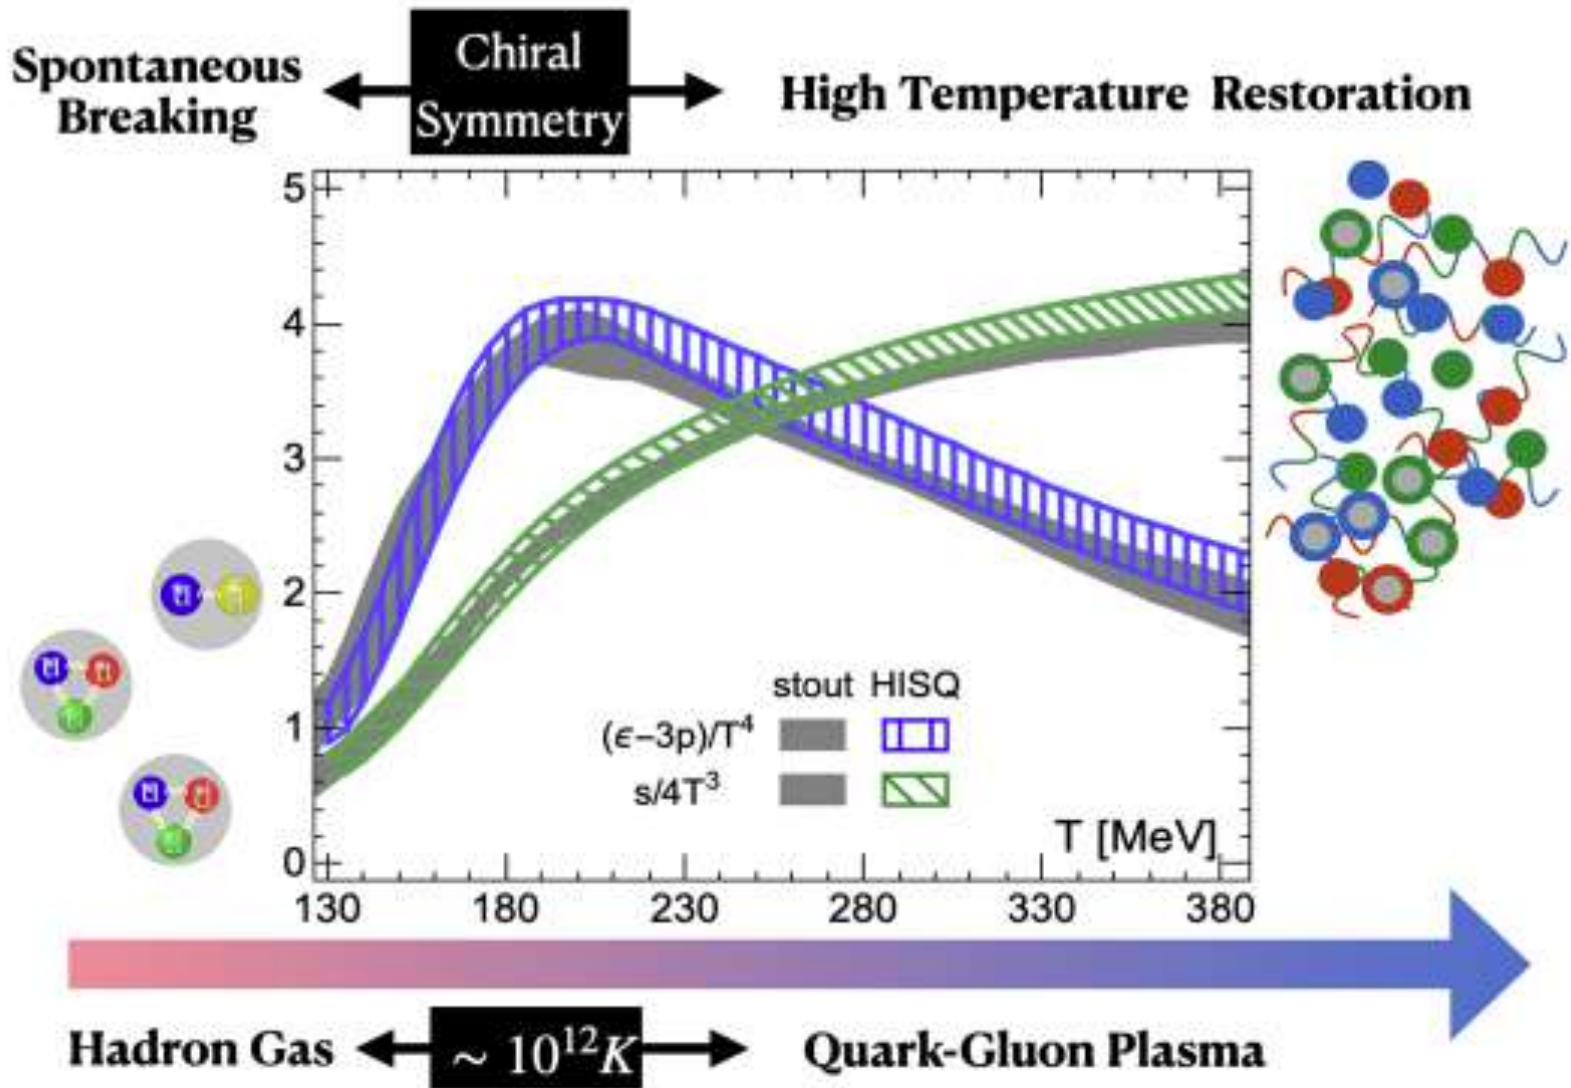 Spontaneous
Breaking
Chiral
Symmetry
High Temperature Restoration
5
4
3
2
1
0
stout HISQ
(ϵ−3p)/T⁴
s/4T³
T [MeV]
130 180 230 280 330 380
Hadron Gas
~ 10¹²K
Quark-Gluon Plasma